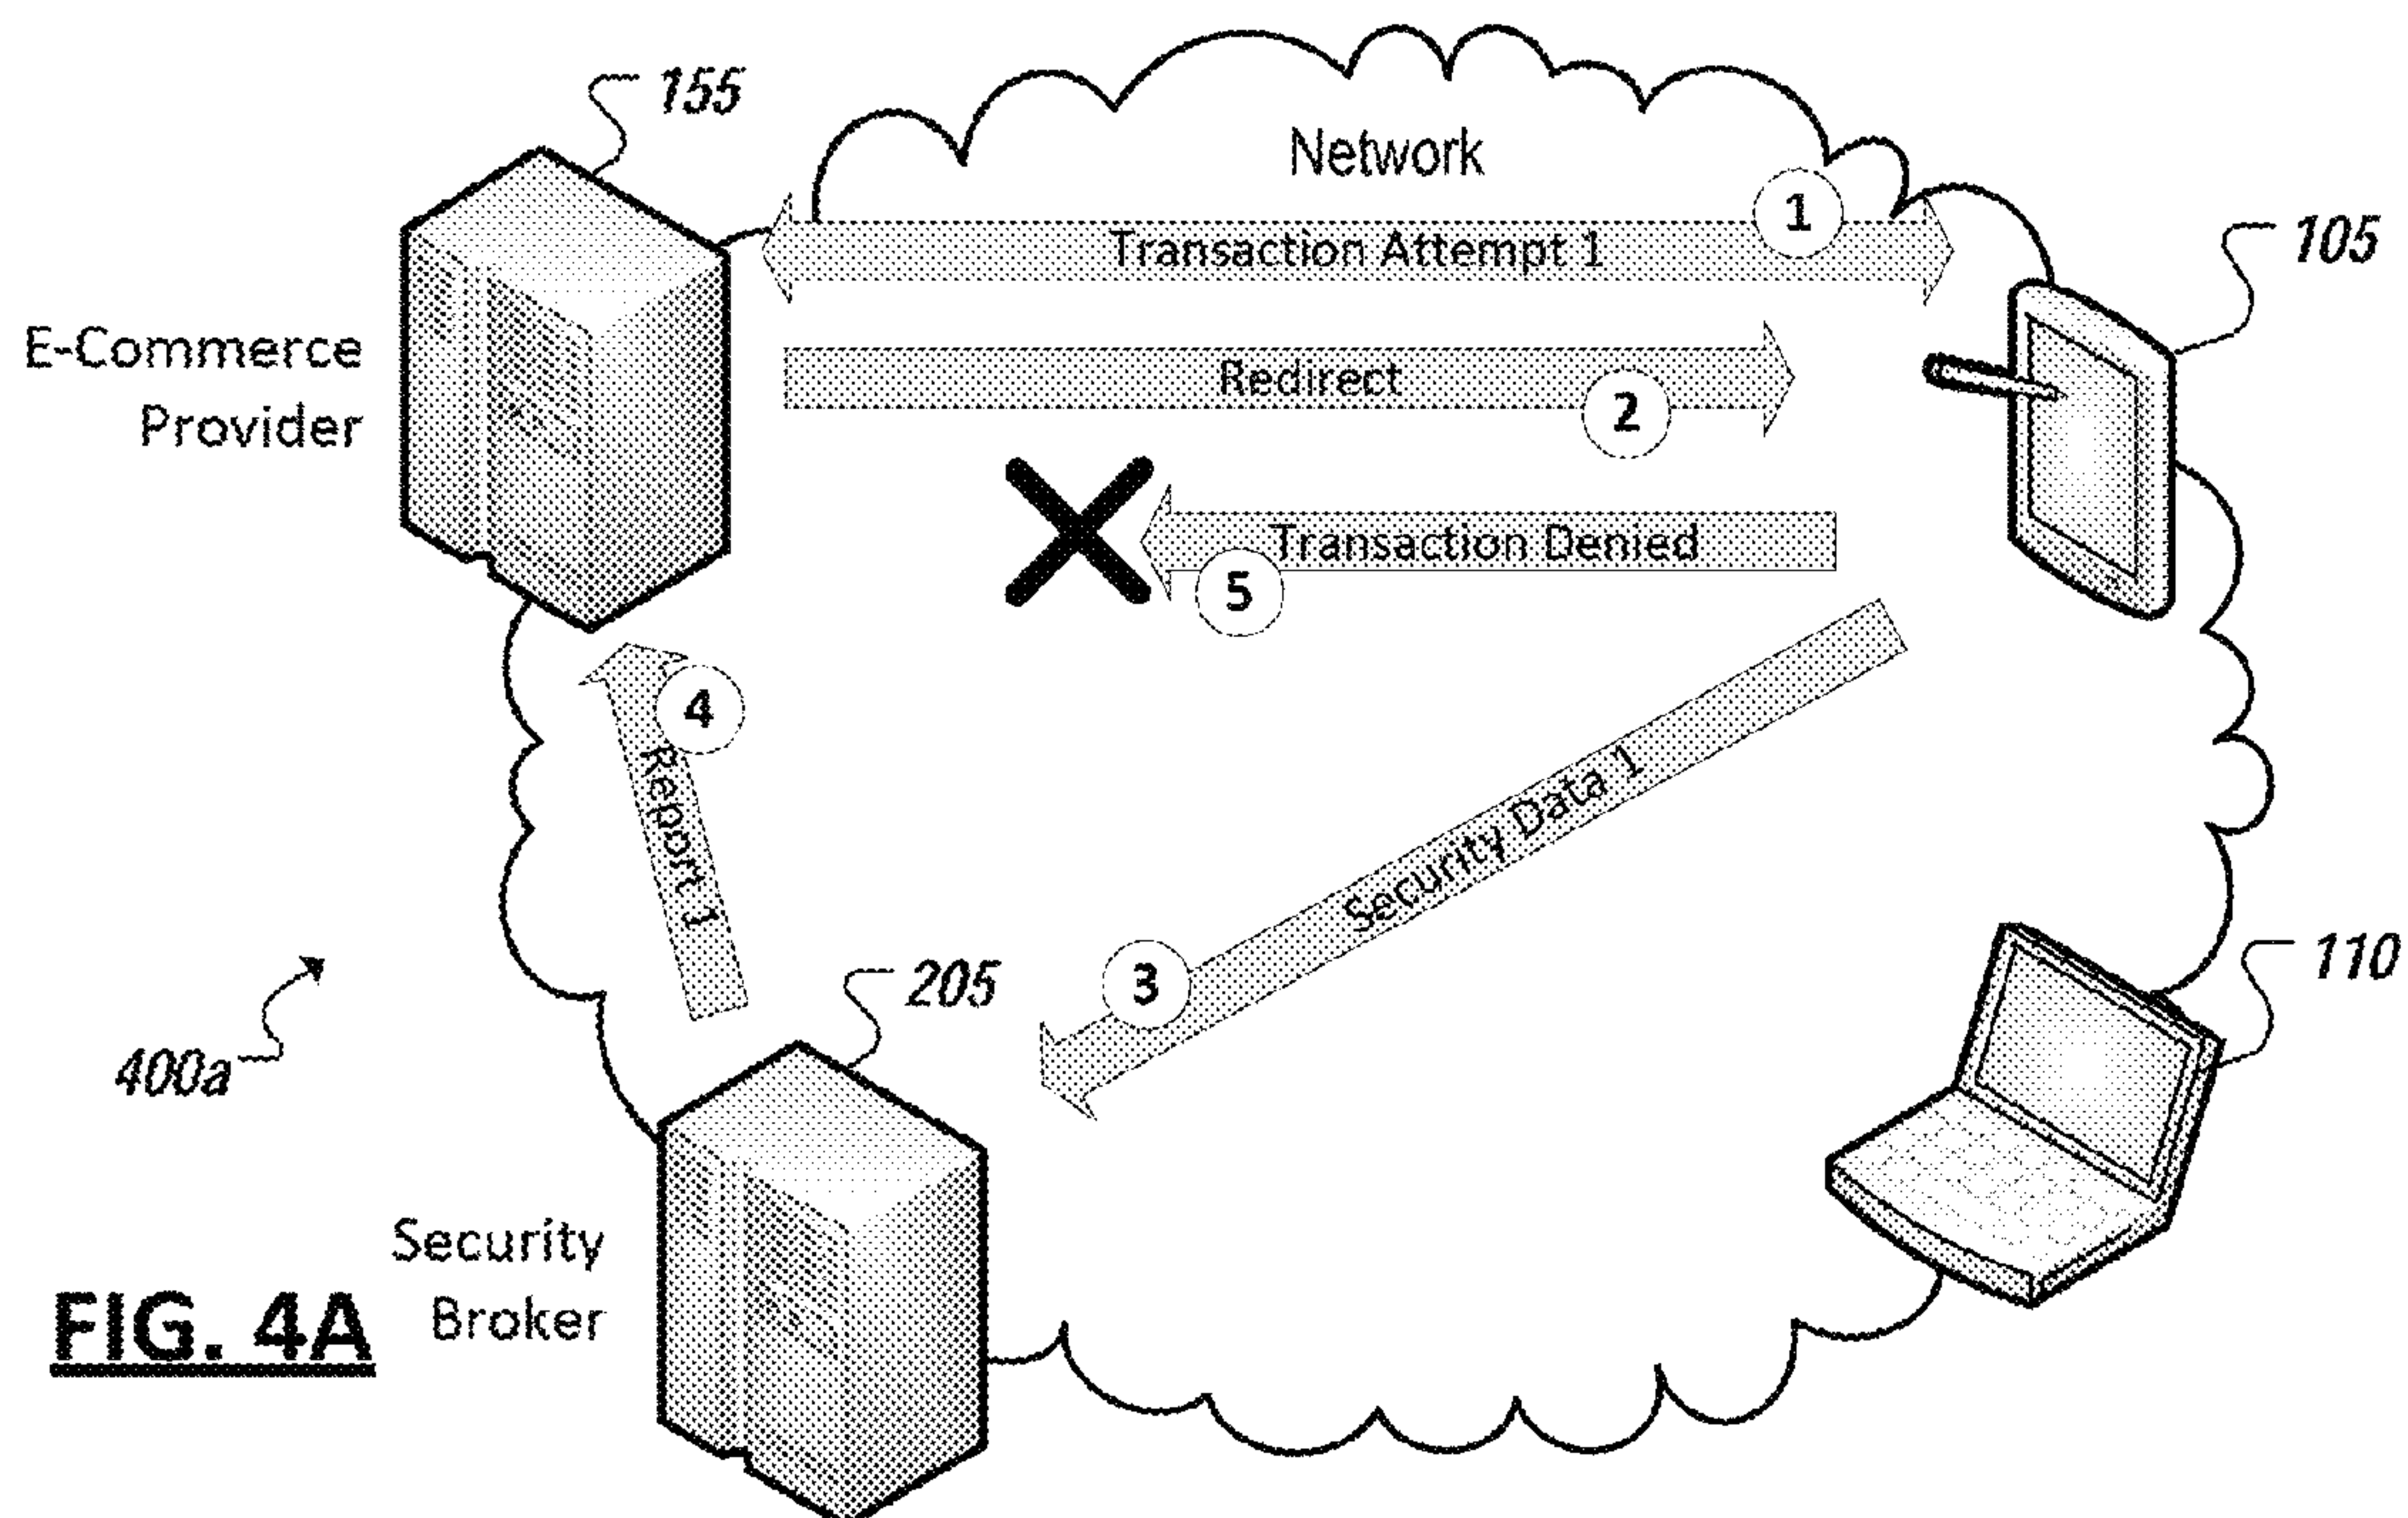 155
Network
1
Transaction Attempt 1
105
E-Commerce
Provider
Redirect
2
Transaction Denied
5
4
Report 1
Security Data 1
3
205
110
400a
Security
Broker
FIG. 4A